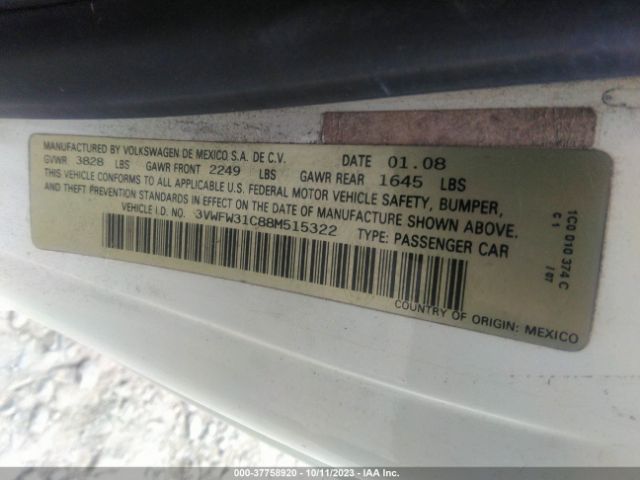 MANUFACTURED BY VOLKSWAGEN DE MEXICO S.A. DE C.V. DATE 01.08
GVWR 3828 LBS GAWR FRONT 2249 LBS GAWR REAR 1645 LBS
THIS VEHICLE CONFORMS TO ALL APPLICABLE U.S. FEDERAL MOTOR VEHICLE SAFETY, BUMPER,
AND THEFT PREVENTION STANDARDS IN EFFECT ON THE DATE OF MANUFACTURE SHOWN ABOVE.
VEHICLE I.D. NO. 3VWFW31C88M515322 TYPE: PASSENGER CAR
COUNTRY OF ORIGIN: MEXICO
1C0 010 374 C
C1 /07
000-37758920 - 10/11/2023 - IAA Inc.